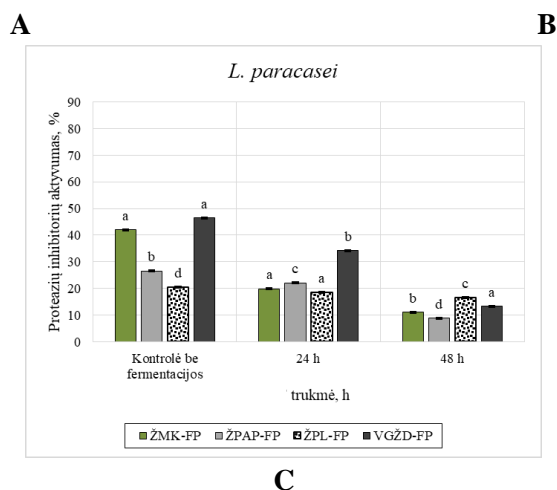 A B
L. paracasei
Proteazių inhibitorių aktyvumas, %
90
80
70
60
50
40
30
20
10
0
a b d a
a c a b
b d c a
Kontrolė be fermentacijos 24 h 48 h
trukmė, h
ŽMK-FP ŽPAP-FP ŽPL-FP VGŽD-FP
C